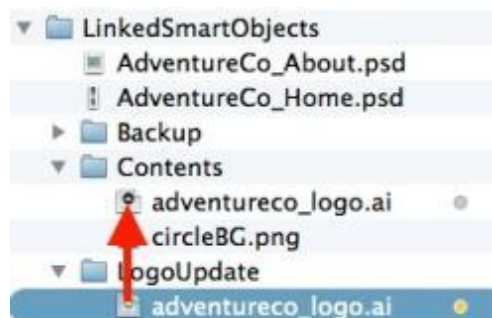 LinkedSmartObjects
AdventureCo_About.psd
AdventureCo_Home.psd
Backup
Contents
adventureco_logo.ai
circleBG.png
LogoUpdate
adventureco_logo.ai